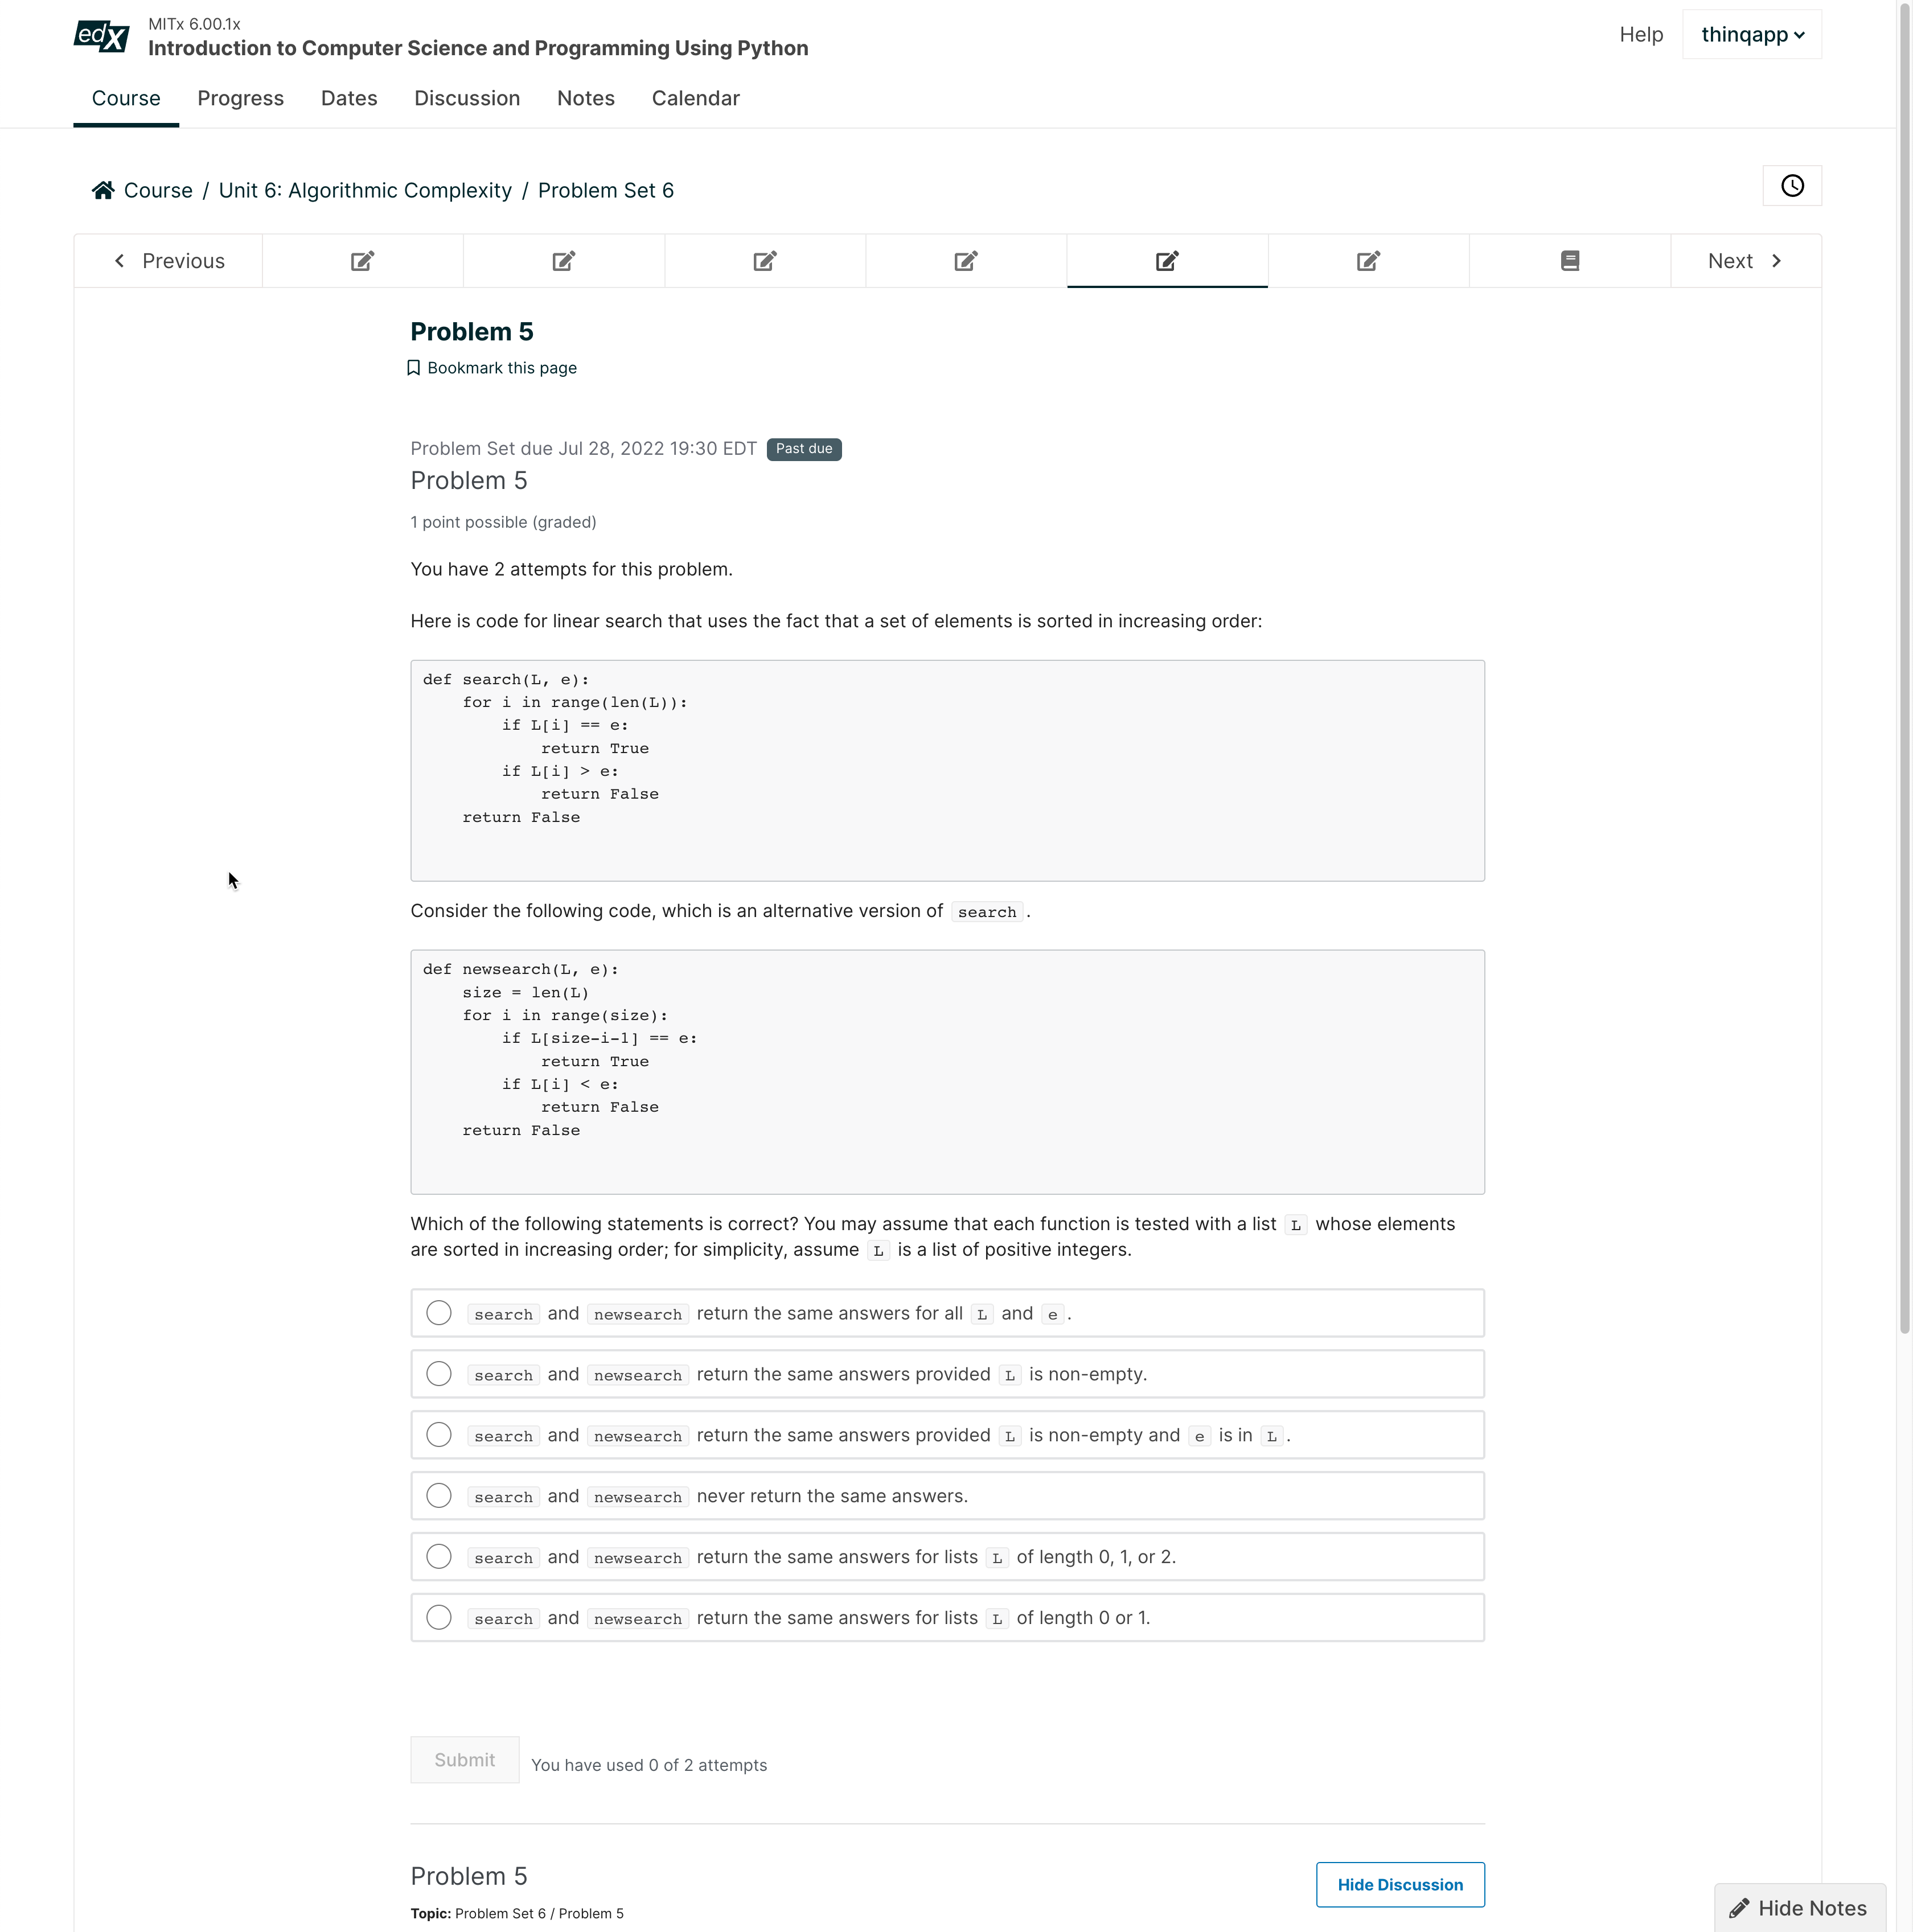 edX
MITx 6.00.1x
Introduction to Computer Science and Programming Using Python
Help
thinqapp
Course
Progress
Dates
Discussion
Notes
Calendar
Course / Unit 6: Algorithmic Complexity / Problem Set 6
Previous
Next
Problem 5
Bookmark this page
Problem Set due Jul 28, 2022 19:30 EDT Past due
Problem 5
1 point possible (graded)
You have 2 attempts for this problem.
Here is code for linear search that uses the fact that a set of elements is sorted in increasing order:
def search(L, e):
    for i in range(len(L)):
        if L[i] == e:
            return True
        if L[i] > e:
            return False
    return False
Consider the following code, which is an alternative version of search .
def newsearch(L, e):
    size = len(L)
    for i in range(size):
        if L[size-i-1] == e:
            return True
        if L[i] < e:
            return False
    return False
Which of the following statements is correct? You may assume that each function is tested with a list L whose elements
are sorted in increasing order; for simplicity, assume L is a list of positive integers.
search and newsearch return the same answers for all L and e .
search and newsearch return the same answers provided L is non-empty.
search and newsearch return the same answers provided L is non-empty and e is in L .
search and newsearch never return the same answers.
search and newsearch return the same answers for lists L of length 0, 1, or 2.
search and newsearch return the same answers for lists L of length 0 or 1.
Submit
You have used 0 of 2 attempts
Problem 5
Hide Discussion
Topic: Problem Set 6 / Problem 5
Hide Notes